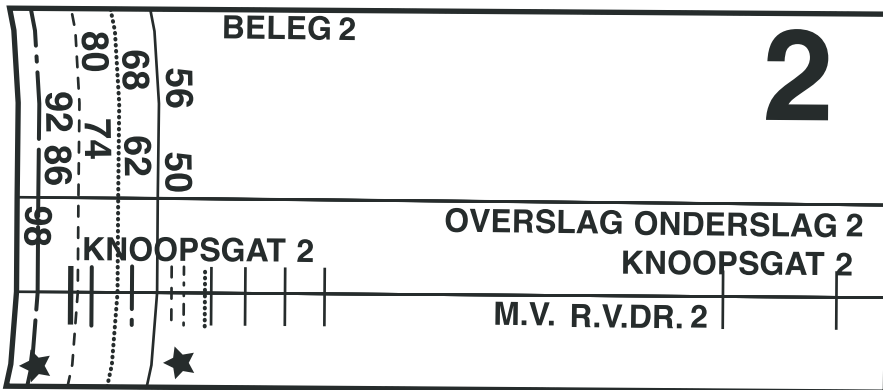 BELEG 2
2
80
68
56
92 86
74
62
50
98
OVERSLAG ONDERSLAG 2
KNOOPSGAT 2
KNOOPSGAT 2
M.V. R.V.DR. 2